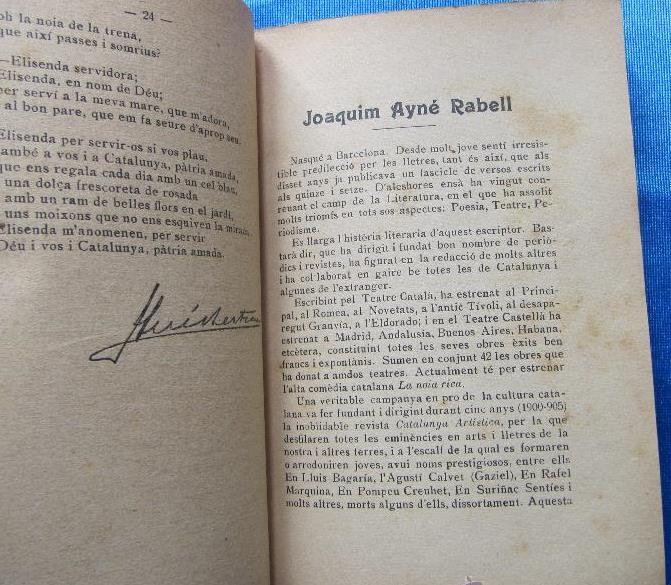 — 24 —
oh la noia de la trena,
que així passes i somrius?
—Elisenda servidora;
Elisenda, en nom de Déu;
per serví a la meva mare, que m'adora,
al bon pare, que em fa seure d'aprop seu.
Elisenda per servir-os si vos plau,
també a vos i a Catalunya, pàtria amada,
que ens regala cada dia amb un cel blau,
una dolça frescoreta de rosada
amb un ram de belles flors en el jardí,
uns moixons que no ens esquiven la mirada
Elisenda m'anomenen, per servir
Déu i vos i Catalunya, pàtria amada.
Joaquim Ayné Rabell
Nasqué a Barcelona. Desde molt jove sentí irresis-
tible predilecció per les lletres, tant és així, que als
disset anys ja publicava un fascicle de versos escrits
als quinze i setze. D'aleshores ensà ha vingut con-
reuant el camp de la Literatura, en el que ha assolit
molts triomfs en tots sos aspectes: Poesia, Teatre, Pe-
riodisme.
Es llarga l'història literaria d'aquest escriptor. Bas-
tarà dir, que ha dirigit i fundat bon nombre de perio-
dics i revistes, ha figurat en la redacció de molts altres
i ha col'laborat en gaire be totes les de Catalunya i
algunes de l'extranger.
Escribint pel Teatre Català, ha estrenat al Princi-
pal, al Romea, al Novetats, a l'antic Tívoli, al desapa-
regut Granvía, a l'Eldorado; i en el Teatre Castellà ha
estrenat a Madrid, Andalusia, Buenos Aires, Habana,
etcètera, constituint totes les seves obres èxits ben
francs i expontànis. Sumen en conjunt 42 les obres que
ha donat a amdos teatres. Actualment té per estrenar
l'alta comèdia catalana La noia rica.
Una veritable campanya en pro de la cultura cata-
lana va fer fundant i dirigint durant cinc anys (1900-905)
la inoblidable revista Catalunya Artística, per la que
desfilaren totes les eminències en arts i lletres de la
nostra i altres terres, i a l'escalf de la qual es formaren
o arrodoniren joves, avui noms prestigiosos, entre ells
En Lluis Bagaría, l'Agustí Calvet (Gaziel), En Rafel
Marquina, En Pompeu Creuhet, En Suriñac Senties i
molts altres, morts alguns d'ells, dissortament. Aquesta